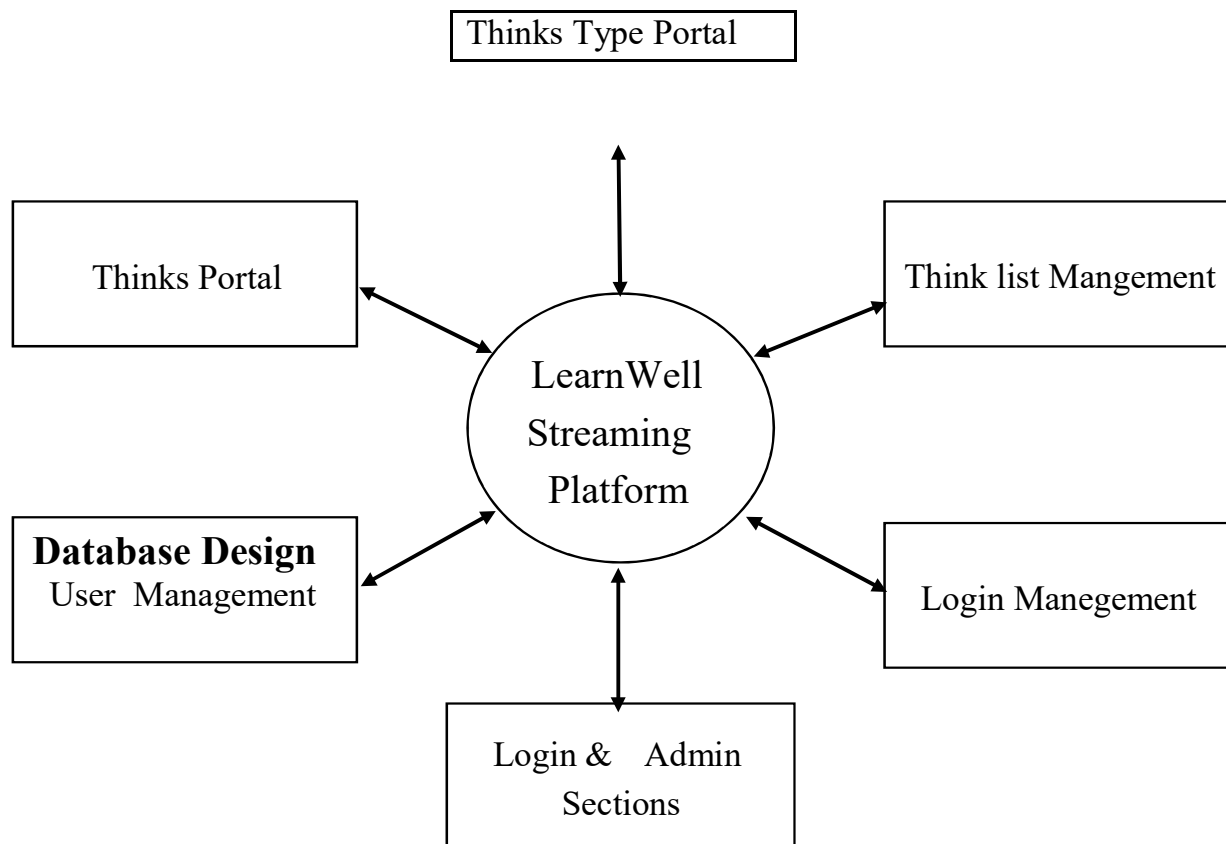 Thinks Type Portal
Thinks Portal
Think list Mangement
LearnWell
Streaming
Platform
Database Design
User Management
Login Manegement
Login & Admin
Sections